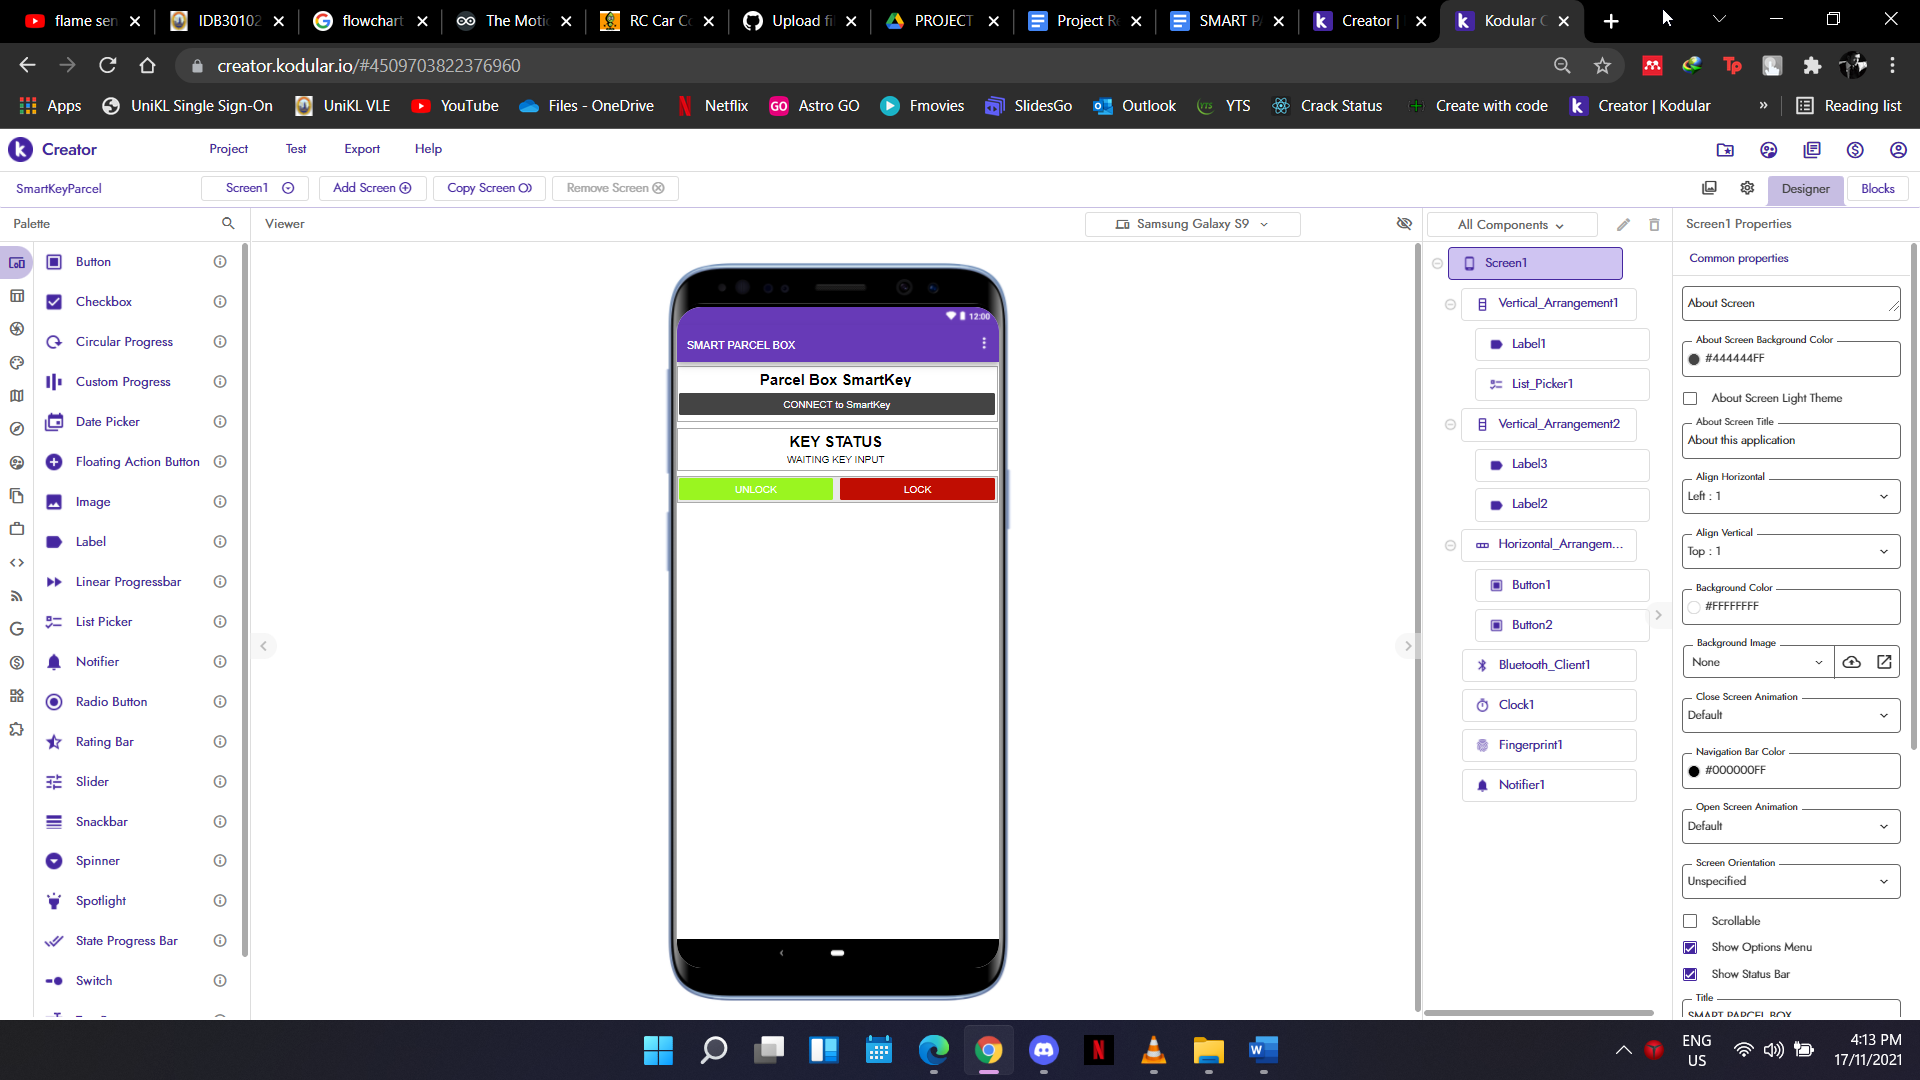 flame sen
IDB30102
flowchart
The Motio
RC Car Co
Upload fil
PROJECT
Project Re
SMART PA
Creator |
Kodular C
creator.kodular.io/#4509703822376960
Apps
UniKL Single Sign-On
UniKL VLE
YouTube
Files - OneDrive
Netflix
GO
Astro GO
Fmovies
SlidesGo
Outlook
YTS
YTS
Crack Status
Create with code
Creator | Kodular
»
Reading list
Creator
Project
Test
Export
Help
SmartKeyParcel
Screen1
Add Screen
Copy Screen
Remove Screen
Designer
Blocks
Palette
Viewer
Samsung Galaxy S9
All Components
Screen1 Properties
Button
Checkbox
Circular Progress
Custom Progress
Date Picker
Floating Action Button
Image
Label
Linear Progressbar
List Picker
Notifier
Radio Button
Rating Bar
Slider
Snackbar
Spinner
Spotlight
State Progress Bar
Switch
12:00
SMART PARCEL BOX
Parcel Box SmartKey
CONNECT to SmartKey
KEY STATUS
WAITING KEY INPUT
UNLOCK
LOCK
Screen1
Vertical_Arrangement1
Label1
List_Picker1
Vertical_Arrangement2
Label3
Label2
Horizontal_Arrangem...
Button1
Button2
Bluetooth_Client1
Clock1
Fingerprint1
Notifier1
Common properties
About Screen
About Screen Background Color
#444444FF
About Screen Light Theme
About Screen Title
About this application
Align Horizontal
Left : 1
Align Vertical
Top : 1
Background Color
#FFFFFFFF
Background Image
None
Close Screen Animation
Default
Navigation Bar Color
#000000FF
Open Screen Animation
Default
Screen Orientation
Unspecified
Scrollable
Show Options Menu
Show Status Bar
Title
SMART PARCEL BOX
ENG
US
4:13 PM
17/11/2021